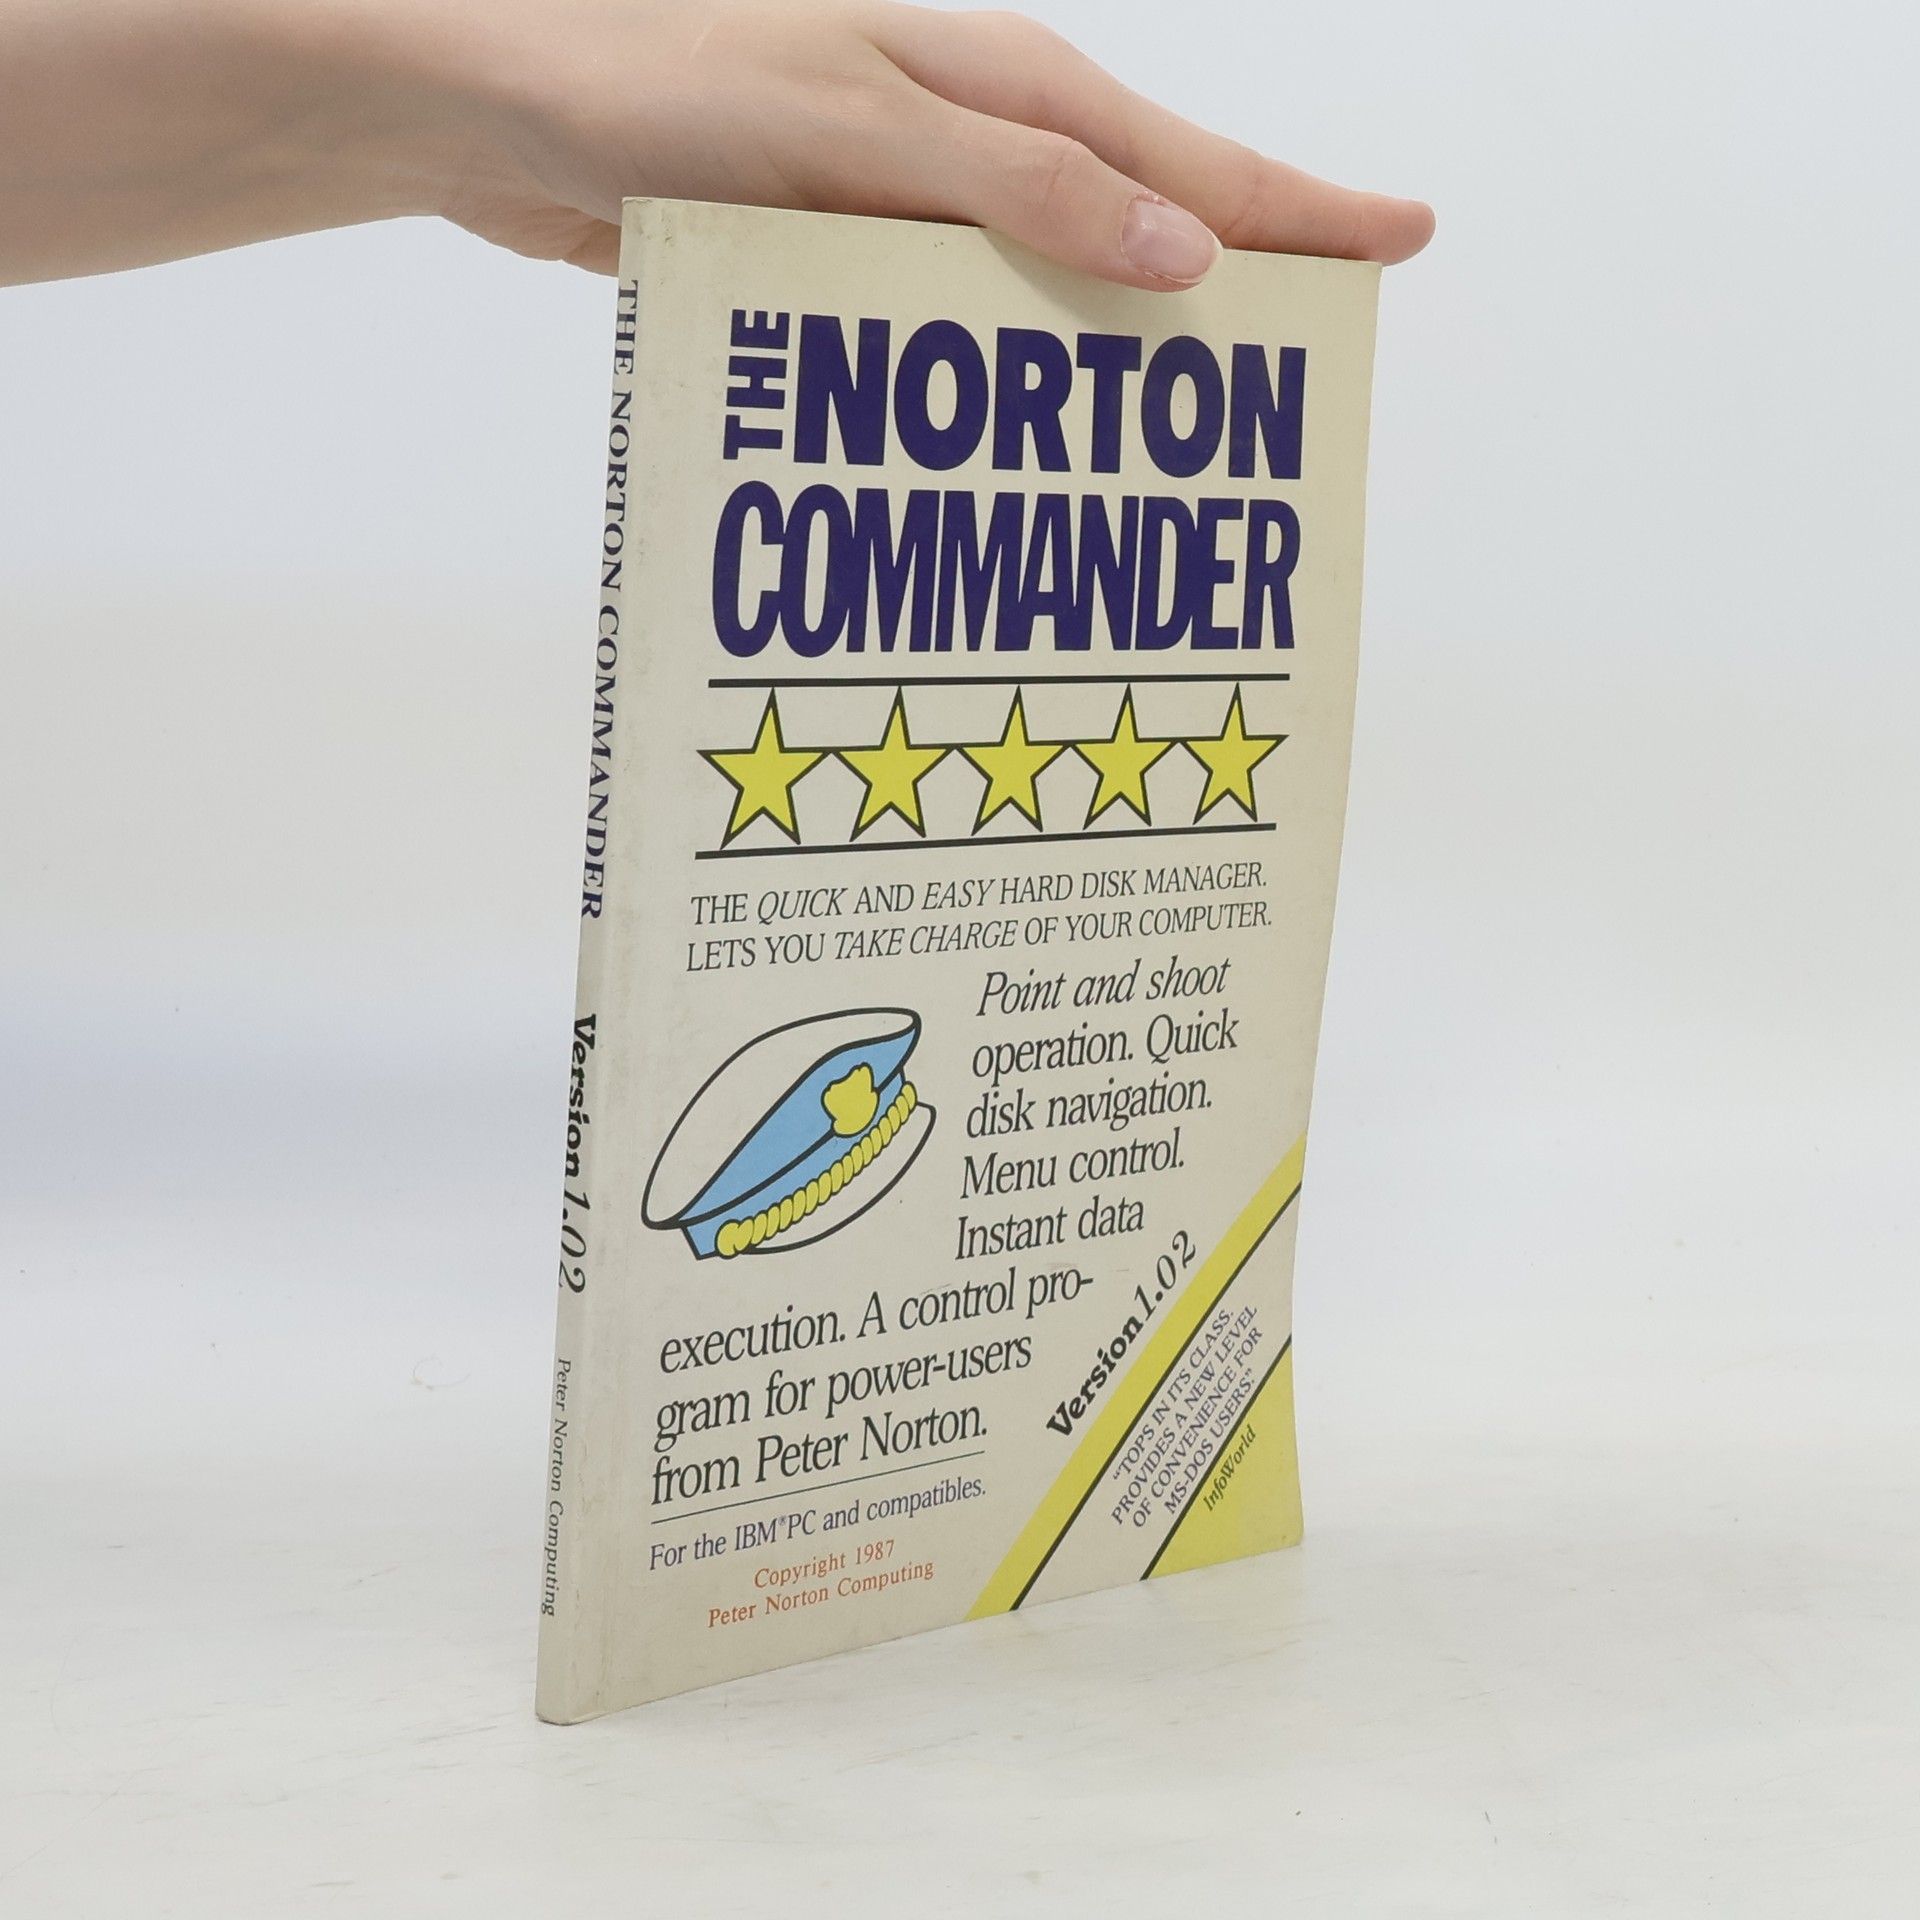 THE NORTON COMMANDER Version 1.02 Peter Norton Computing
THE NORTON
COMMANDER
THE QUICK AND EASY HARD DISK MANAGER.
LETS YOU TAKE CHARGE OF YOUR COMPUTER.
Point and shoot
operation. Quick
disk navigation.
Menu control.
Instant data
execution. A control pro-
gram for power-users
from Peter Norton.
For the IBM® PC and compatibles.
Copyright 1987
Peter Norton Computing
Version 1.02
“TOPS IN ITS CLASS.
PROVIDES A NEW LEVEL
OF CONVENIENCE FOR
MS-DOS USERS.”
InfoWorld